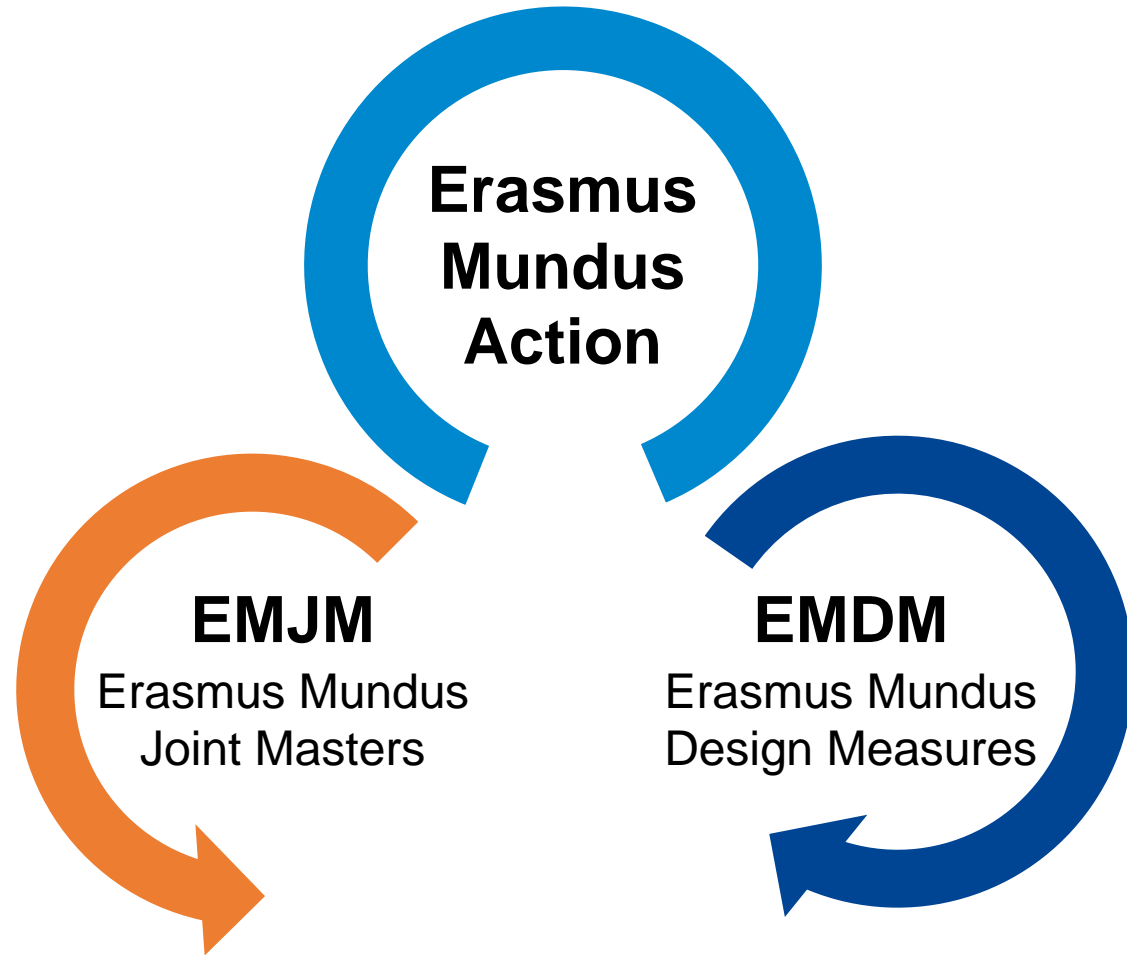 Erasmus
Mundus
Action
EMJM
Erasmus Mundus
Joint Masters
EMDM
Erasmus Mundus
Design Measures